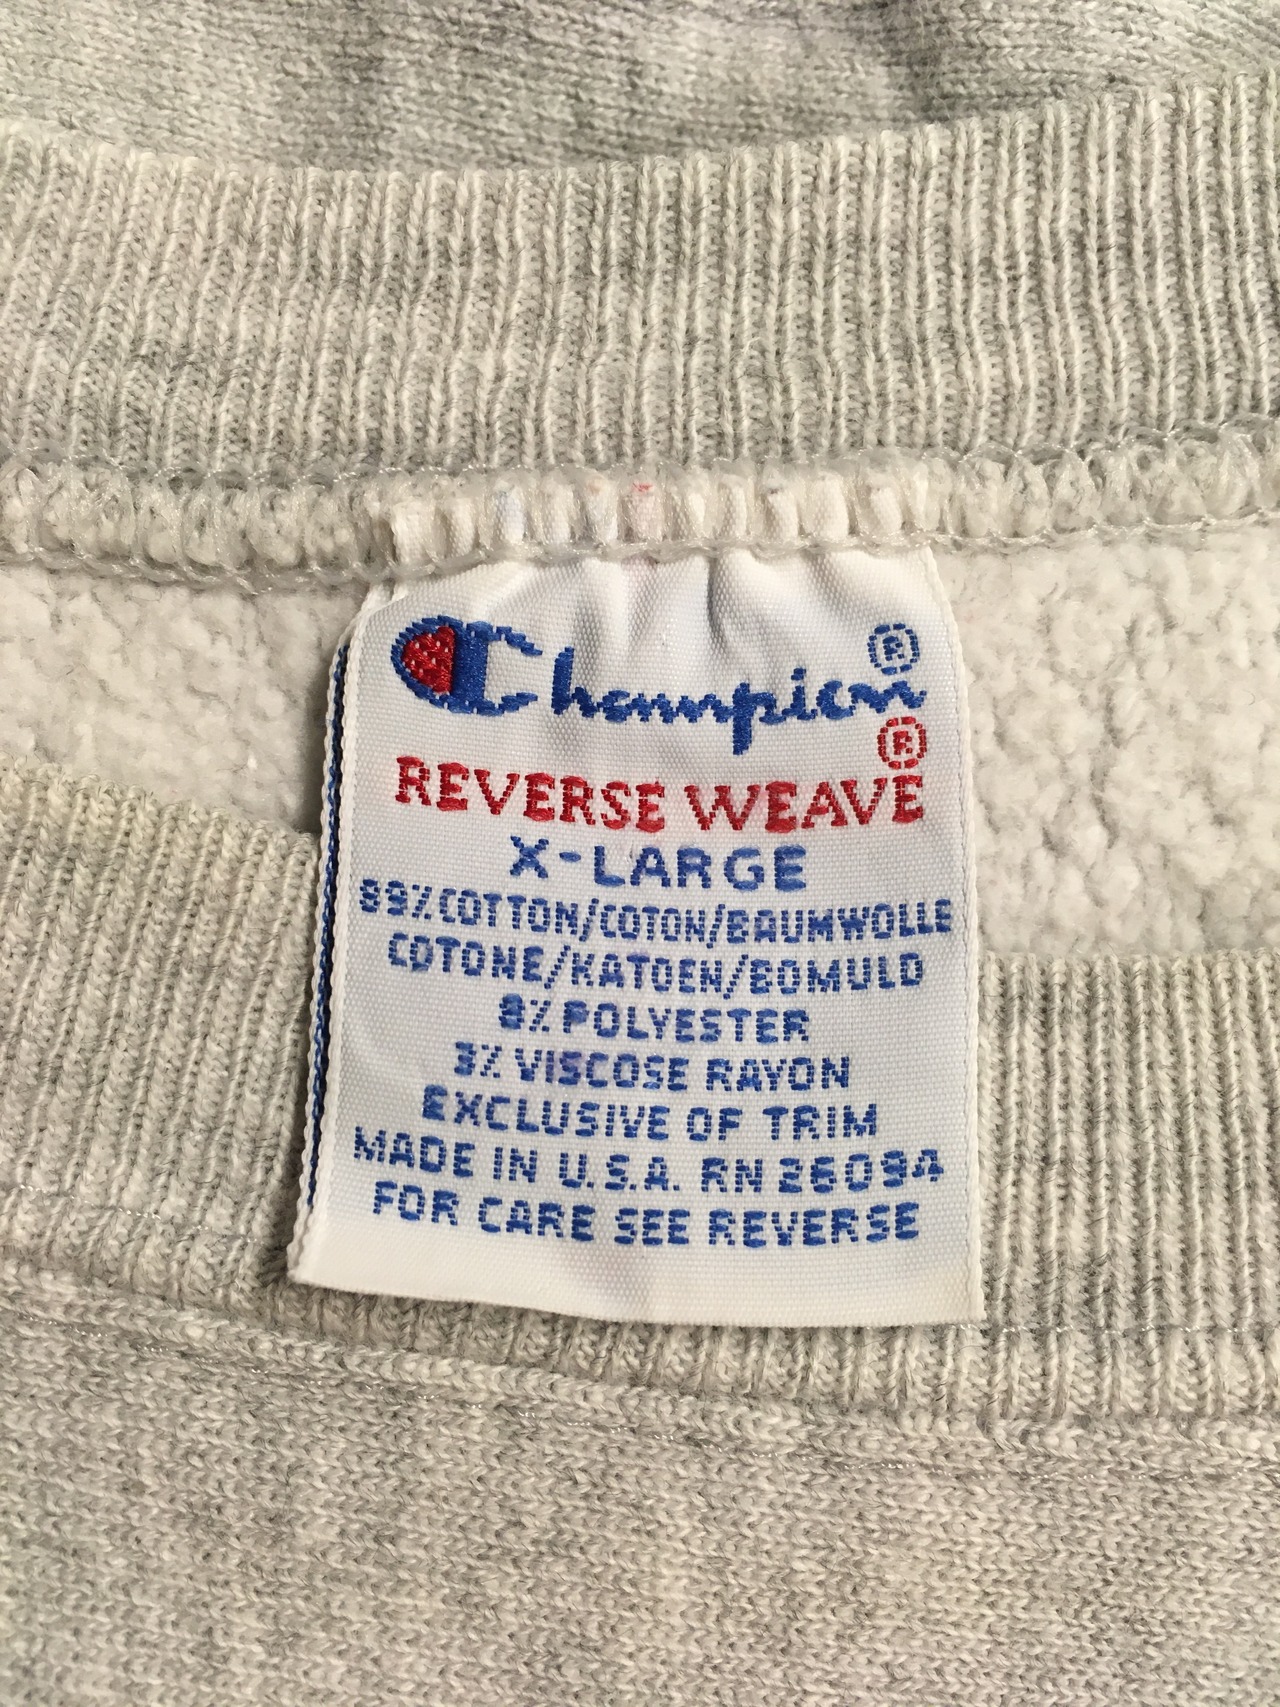 Champion®
®
REVERSE WEAVE
X-LARGE
89% COTTON/COTON/BAUMWOLLE
COTONE/KATOEN/BOMULD
8% POLYESTER
3% VISCOSE RAYON
EXCLUSIVE OF TRIM
MADE IN U.S.A. RN 26094
FOR CARE SEE REVERSE